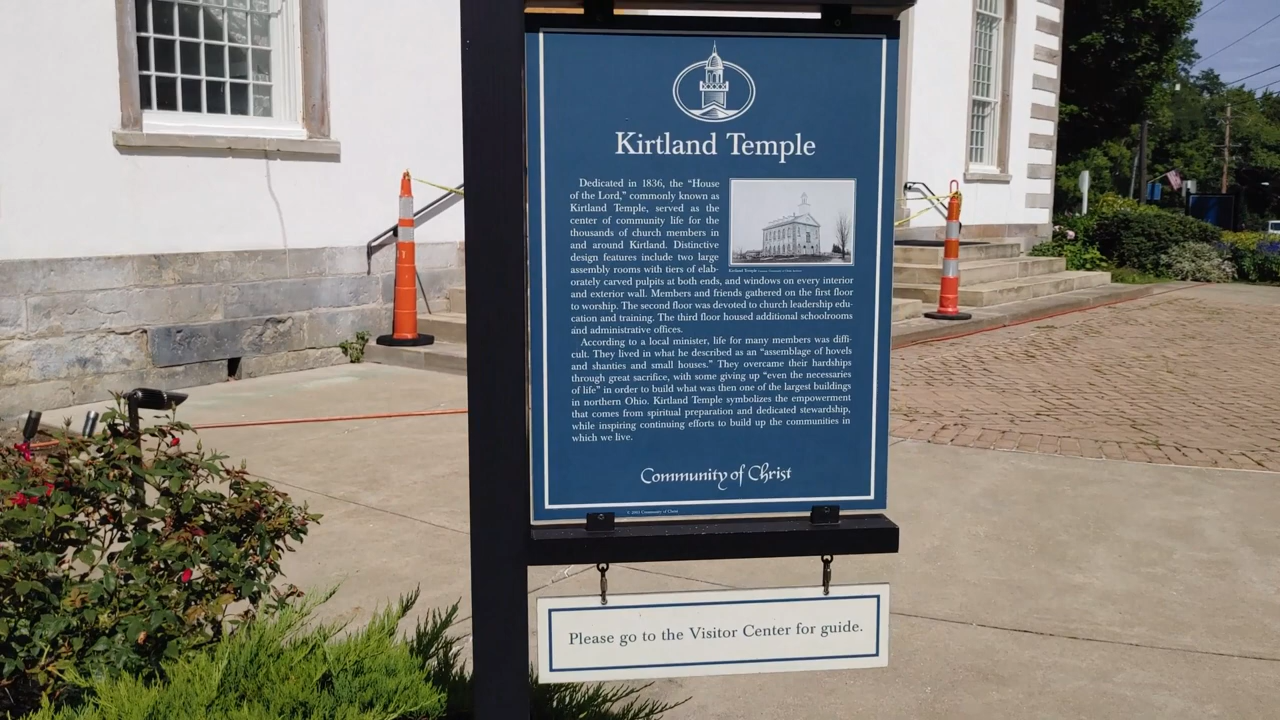 Kirtland Temple
Dedicated in 1836, the “House
of the Lord,” commonly known as
Kirtland Temple, served as the
center of community life for the
thousands of church members in
and around Kirtland. Distinctive
design features include two large
assembly rooms with tiers of elab-
orately carved pulpits at both ends, and windows on every interior
and exterior wall. Members and friends gathered on the first floor
to worship. The second floor was devoted to church leadership edu-
cation and training. The third floor housed additional schoolrooms
and administrative offices.
Kirtland Temple
According to a local minister, life for many members was diffi-
cult. They lived in what he described as an “assemblage of hovels
and shanties and small houses.” They overcame their hardships
through great sacrifice, with some giving up “even the necessaries
of life” in order to build what was then one of the largest buildings
in northern Ohio. Kirtland Temple symbolizes the empowerment
that comes from spiritual preparation and dedicated stewardship,
while inspiring continuing efforts to build up the communities in
which we live.
Community of Christ
Community of Christ
Please go to the Visitor Center for guide.